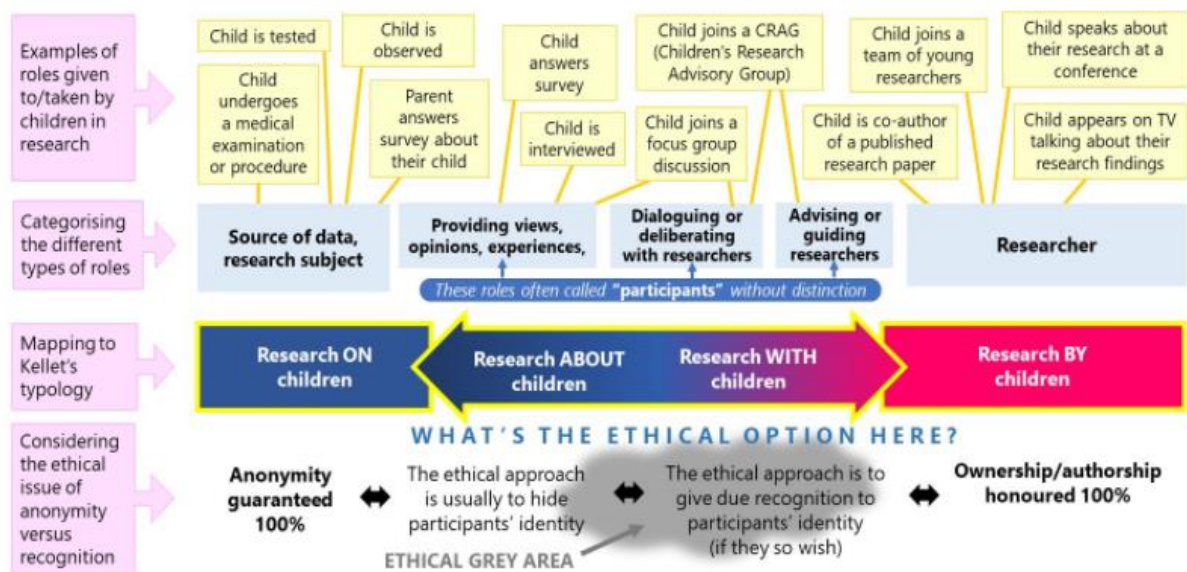 Examples of
roles given
to/taken by
children in
research
Child is tested
Child
undergoes
a medical
examination
or procedure
Child is
observed
Parent
answers
survey about
their child
Child
answers
survey
Child is
interviewed
Child joins a CRAG
(Children's Research
Advisory Group)
Child joins a
focus group
discussion
Child joins a
team of young
researchers
Child is co-author
of a published
research paper
Child speaks about
their research at a
conference
Child appears on TV
talking about their
research findings
Categorising
the different
types of roles
Source of data,
research subject
Providing views,
opinions, experiences,
Dialoguing or
deliberating
with researchers
Advising or
guiding
researchers
Researcher
These roles often called "participants" without distinction
Mapping to
Kellet's
typology
Research ON
children
Research ABOUT
children
Research WITH
children
Research BY
children
Considering
the ethical
issue of
anonymity
versus
recognition
WHAT'S THE ETHICAL OPTION HERE?
Anonymity
guaranteed
100%
The ethical approach
is usually to hide
participants' identity
The ethical approach is to
give due recognition to
participants' identity
(if they so wish)
Ownership/authorship
honoured 100%
ETHICAL GREY AREA